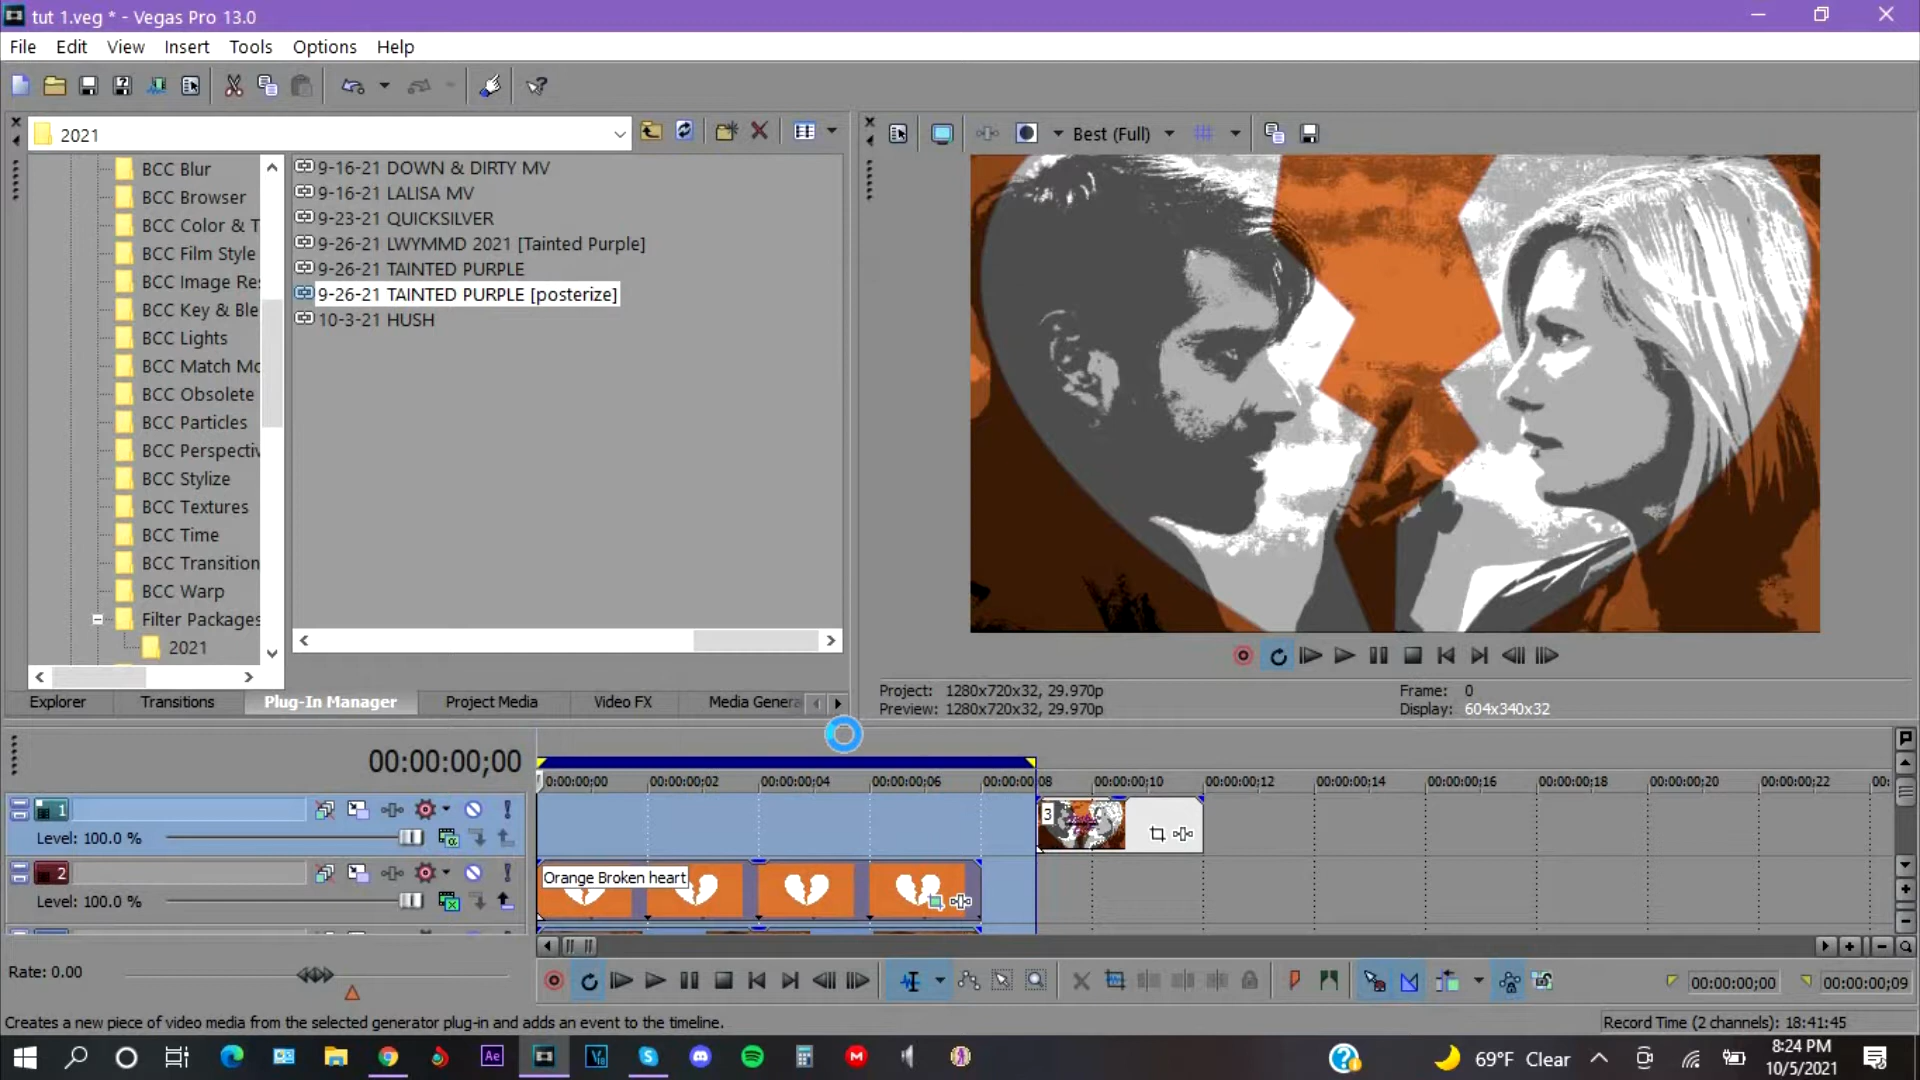 tut 1.veg * - Vegas Pro 13.0
File Edit View Insert Tools Options Help
2021
Best (Full)
BCC Blur
BCC Browser
BCC Color & T
BCC Film Style
BCC Image Re
BCC Key & Ble
BCC Lights
BCC Match Mo
BCC Obsolete
BCC Particles
BCC Perspectiv
BCC Stylize
BCC Textures
BCC Time
BCC Transition
BCC Warp
Filter Packages
2021
9-16-21 DOWN & DIRTY MV
9-16-21 LALISA MV
9-23-21 QUICKSILVER
9-26-21 LWYMMD 2021 [Tainted Purple]
9-26-21 TAINTED PURPLE
9-26-21 TAINTED PURPLE [posterize]
10-3-21 HUSH
Explorer Transitions Plug-In Manager Project Media Video FX Media Genera
Project: 1280x720x32, 29.970p
Preview: 1280x720x32, 29.970p
Frame: 0
Display: 604x340x32
00:00:00;00
0:00:00;00 00:00:00;02 00:00:00;04 00:00:00;06 00:00:00;08 00:00:00;10 00:00:00;12 00:00:00;14 00:00:00;16 00:00:00;18 00:00:00;20 00:00:00;22 00:
1
Level: 100.0 %
3
2
Level: 100.0 %
Orange Broken heart
Rate: 0.00
00:00:00;00 00:00:00;09
Creates a new piece of video media from the selected generator plug-in and adds an event to the timeline.
Record Time (2 channels): 18:41:45
Ae
69°F Clear
8:24 PM
10/5/2021